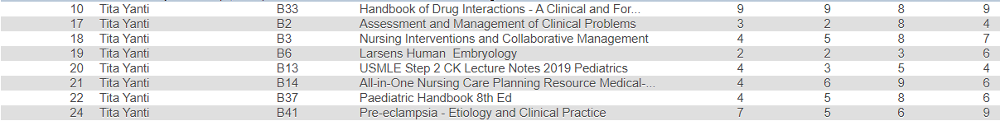 10 Tita Yanti B33 Handbook of Drug Interactions - A Clinical and For... 9 9 8 9
17 Tita Yanti B2 Assessment and Management of Clinical Problems 3 2 8 4
18 Tita Yanti B3 Nursing Interventions and Collaborative Management 4 5 8 7
19 Tita Yanti B6 Larsens Human  Embryology 2 2 3 6
20 Tita Yanti B13 USMLE Step 2 CK Lecture Notes 2019 Pediatrics 4 3 5 4
21 Tita Yanti B14 All-in-One Nursing Care Planning Resource Medical-... 4 6 9 6
22 Tita Yanti B37 Paediatric Handbook 8th Ed 4 5 8 6
24 Tita Yanti B41 Pre-eclampsia - Etiology and Clinical Practice 7 5 6 9